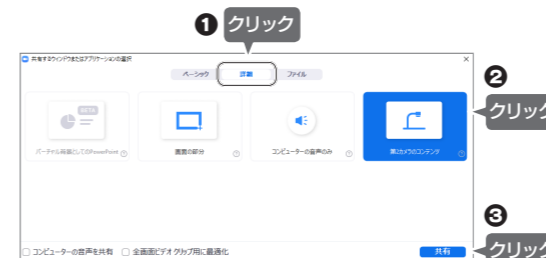 ❶ クリック
共有するウィンドウまたはアプリケーションの選択
ベーシック 詳細 ファイル
❷
クリック
BETA
バーチャル背景としてのPowerPoint
画面の部分
コンピューターの音声のみ
第2カメラのコンテンツ
❸
コンピューターの音声を共有 全画面ビデオ クリップ用に最適化 共有
クリック